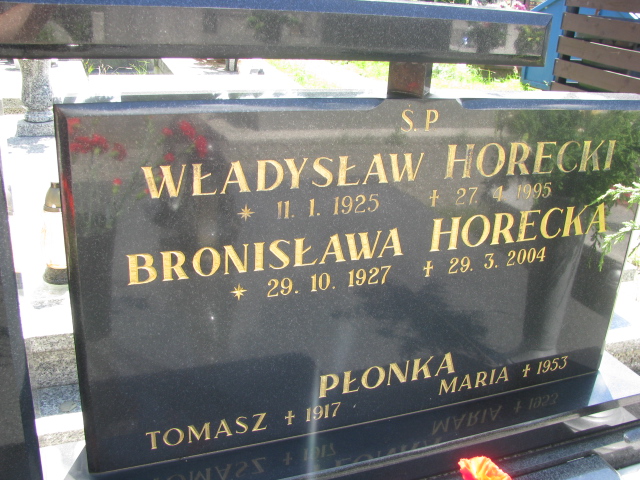 Ś. P
WŁADYSŁAW HORECKI
* 11. 1. 1925 ✝ 27. 4. 1995
BRONISŁAWA HORECKA
* 29. 10. 1927 ✝ 29. 3. 2004
PŁONKA
TOMASZ ✝ 1917 MARIA ✝ 1953